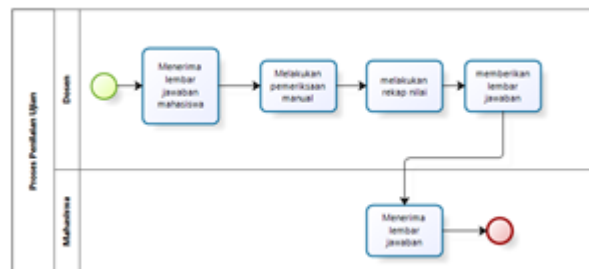 Proses Penilaian Ujian
Dosen
Menerima
lembar
jawaban
mahasiswa
Melakukan
pemeriksaan
manual
melakukan
rekap nilai
memberikan
lembar
jawaban
Mahasiswa
Menerima
lembar
jawaban